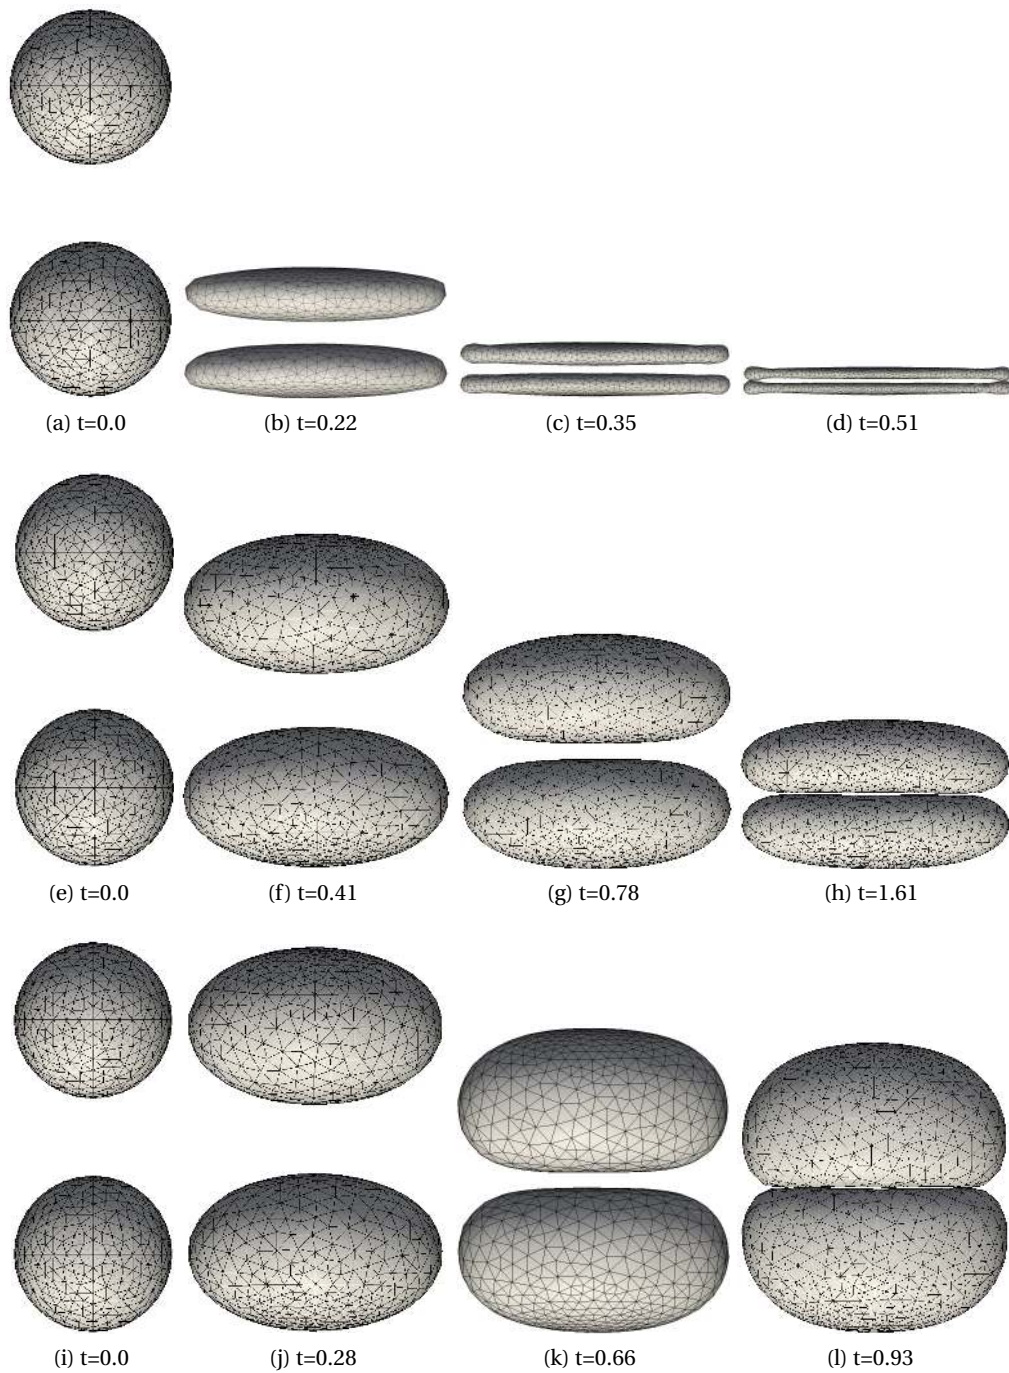 (a) t=0.0 (b) t=0.22 (c) t=0.35 (d) t=0.51
(e) t=0.0 (f) t=0.41 (g) t=0.78 (h) t=1.61
(i) t=0.0 (j) t=0.28 (k) t=0.66 (l) t=0.93